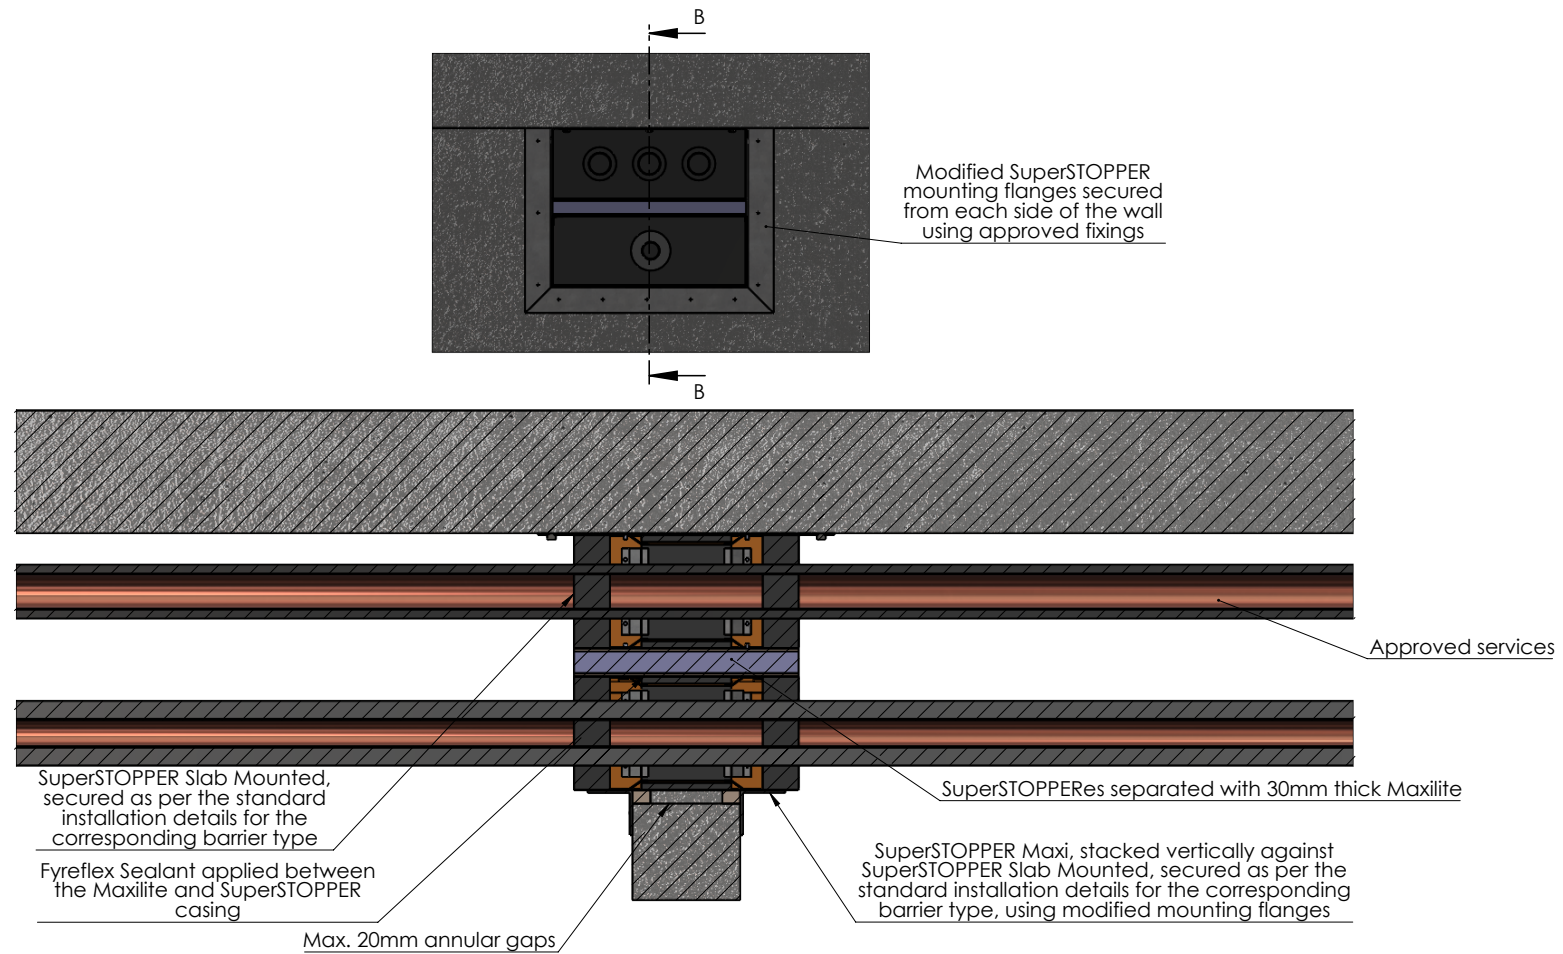 B
Modified SuperSTOPPER
mounting flanges secured
from each side of the wall
using approved fixings
B
Approved services
SuperSTOPPER Slab Mounted,
secured as per the standard
installation details for the
corresponding barrier type
SuperSTOPPERes separated with 30mm thick Maxilite
Fyreflex Sealant applied between
the Maxilite and SuperSTOPPER
casing
SuperSTOPPER Maxi, stacked vertically against
SuperSTOPPER Slab Mounted, secured as per the
standard installation details for the corresponding
barrier type, using modified mounting flanges
Max. 20mm annular gaps